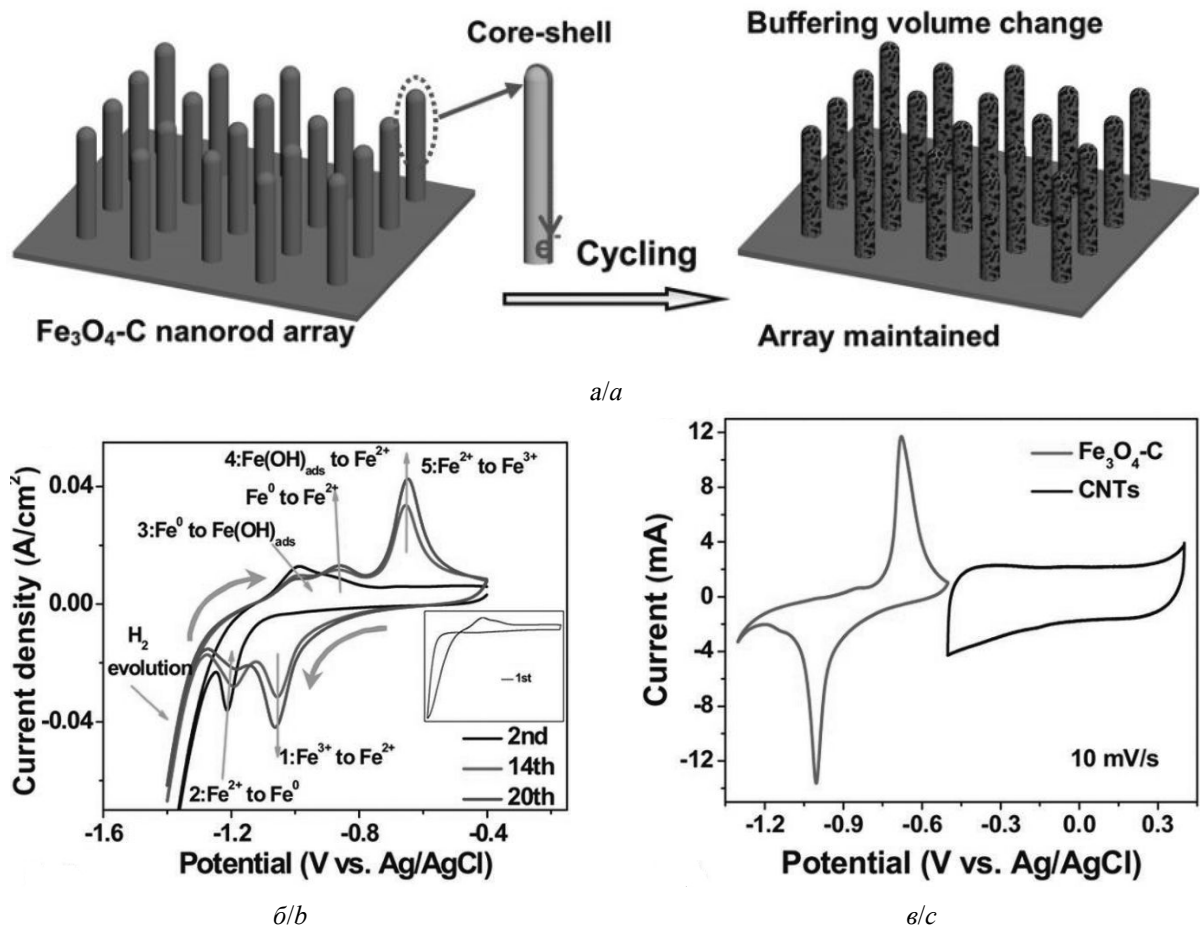 Core-shell
Buffering volume change
e⁻
Cycling
Fe₃O₄-C nanorod array
Array maintained
а/a
4:Fe(OH)ads to Fe²⁺
5:Fe²⁺ to Fe³⁺
Fe⁰ to Fe²⁺
3:Fe⁰ to Fe(OH)ads
H₂
evolution
1st
1:Fe³⁺ to Fe²⁺
2:Fe²⁺ to Fe⁰
2nd
14th
20th
0.04
0.00
-0.04
Current density (A/cm²)
-1.6
-1.2
-0.8
-0.4
Potential (V vs. Ag/AgCl)
б/b
12
8
4
0
-4
-8
-12
Current (mA)
Fe₃O₄-C
CNTs
10 mV/s
-1.2
-0.9
-0.6
-0.3
0.0
0.3
Potential (V vs. Ag/AgCl)
в/c